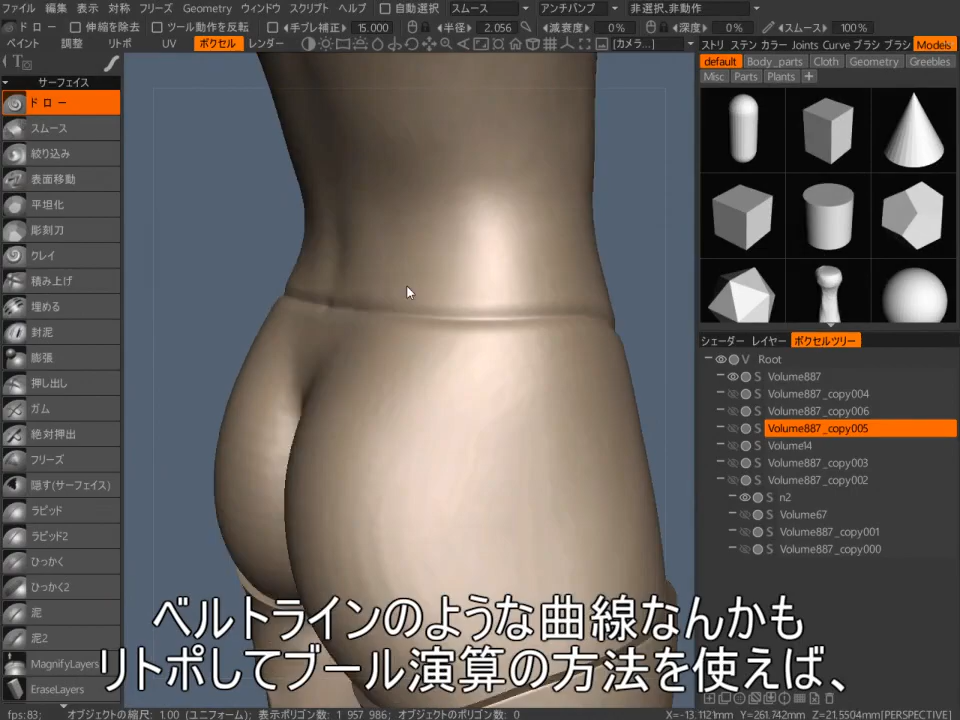 ファイル 編集 表示 対称 フリーズ Geometry ウィンドウ スクリプト ヘルプ 自動選択 スムース アンチパンプ 非選択,非動作
ドロー 伸縮を除去 ツール動作を反転 手ブレ補正 15.000 半径 2.056 減衰度 0% 深度 0% スムース 100%
ペイント 調整 リトポ UV ボクセル レンダー [カメラ...]
ストリ ステン カラー Joints Curve ブラシ ブラシ Models
default Body_parts Cloth Geometry Greebles
Misc Parts Plants
サーフェイス
ドロー
スムース
絞り込み
表面移動
平坦化
彫刻刀
クレイ
積み上げ
埋める
封泥
膨張
押し出し
ガム
絶対押出
フリーズ
隠す(サーフェイス)
ラピッド
ラピッド2
ひっかく
ひっかく2
泥
泥2
MagnifyLayers
EraseLayers
シェーダー レイヤー ボクセルツリー
V Root
S Volume887
S Volume887_copy004
S Volume887_copy006
S Volume887_copy005
S Volume14
S Volume887_copy003
S Volume887_copy002
S n2
S Volume67
S Volume887_copy001
S Volume887_copy000
ベルトラインのような曲線なんかも
リトポしてブール演算の方法を使えば、
fps:83; オブジェクトの縮尺: 1.00 (ユニフォーム); 表示ポリゴン数: 1 957 986; オブジェクトのポリゴン数: 0 X=-13.1121mm Y=261.742mm Z=21.5504mm [PERSPECTIVE]